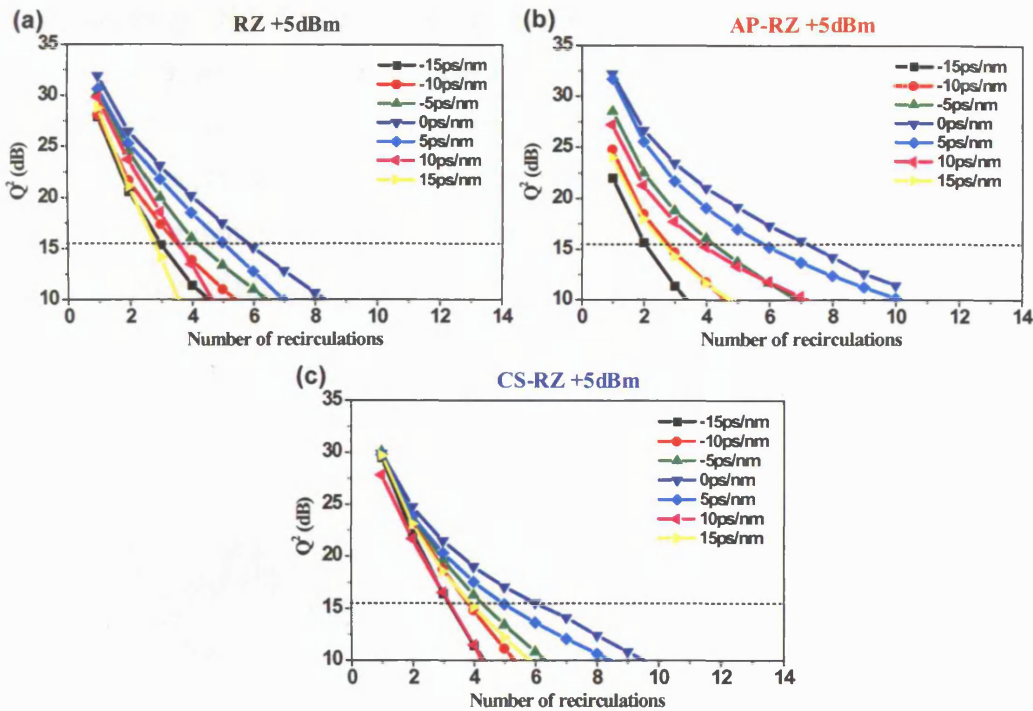 (a)
RZ +5dBm
35
30
25
20
15
10
Q² (dB)
-15ps/nm
-10ps/nm
-5ps/nm
0ps/nm
5ps/nm
10ps/nm
15ps/nm
0 2 4 6 8 10 12 14
Number of recirculations
(b)
AP-RZ +5dBm
35
30
25
20
15
10
Q² (dB)
-15ps/nm
-10ps/nm
-5ps/nm
0ps/nm
5ps/nm
10ps/nm
15ps/nm
0 2 4 6 8 10 12 14
Number of recirculations
(c)
CS-RZ +5dBm
35
30
25
20
15
10
Q² (dB)
-15ps/nm
-10ps/nm
-5ps/nm
0ps/nm
5ps/nm
10ps/nm
15ps/nm
0 2 4 6 8 10 12 14
Number of recirculations